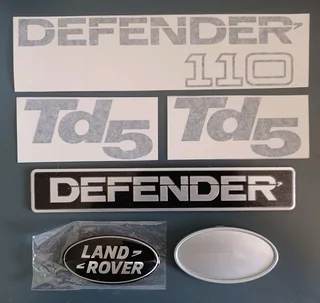 DEFENDER
110
Td5 Td5
DEFENDER
LAND
ROVER